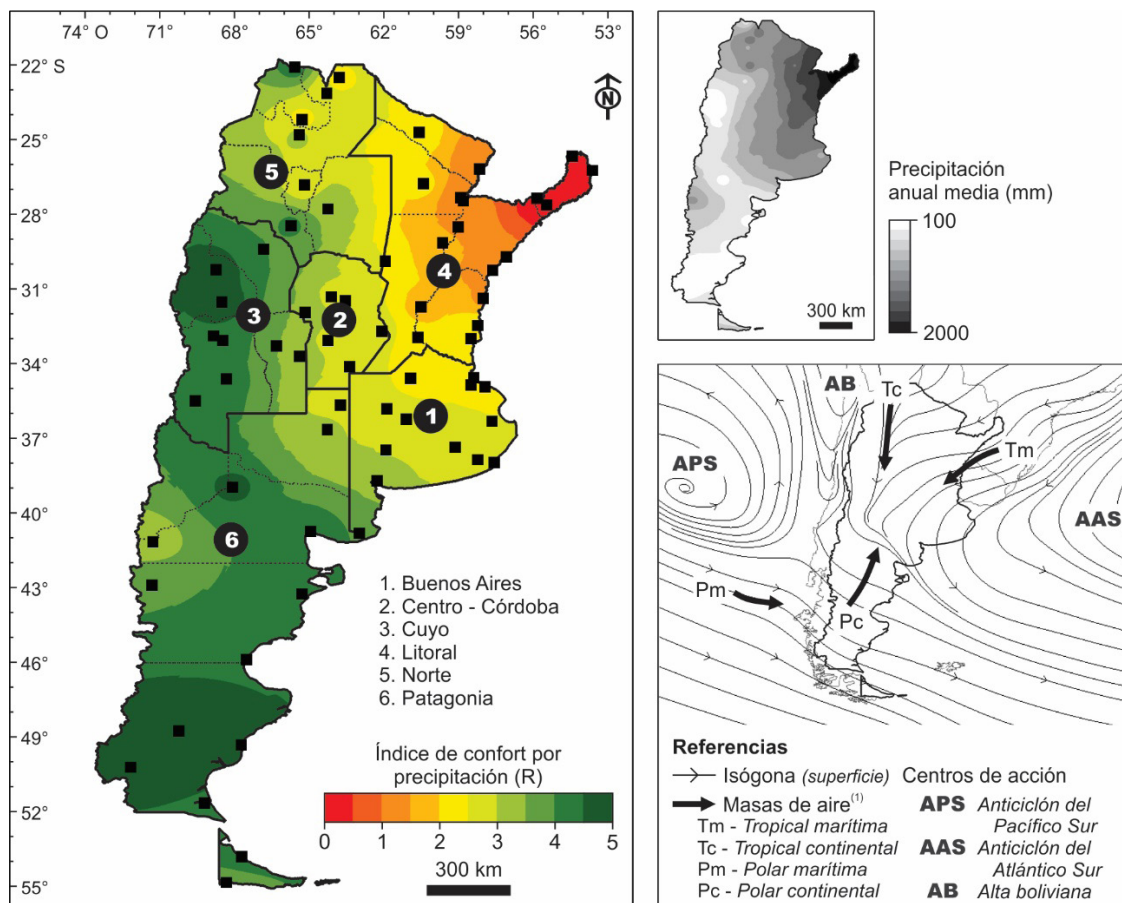 74° O 71° 68° 65° 62° 59° 56° 53°
22° S
25°
28°
31°
34°
37°
40°
43°
46°
49°
52°
55°
N
5
4
3
2
1
6
1. Buenos Aires
2. Centro - Córdoba
3. Cuyo
4. Litoral
5. Norte
6. Patagonia
Índice de confort por
precipitación (R)
0 1 2 3 4 5
300 km
Precipitación
anual media (mm)
100
2000
300 km
AB
Tc
Tm
APS
AAS
Pm
Pc
Referencias
Isógona (superficie)
Masas de aire(1)
Tm - Tropical marítima
Tc - Tropical continental
Pm - Polar marítima
Pc - Polar continental
Centros de acción
APS Anticiclón del
Pacífico Sur
AAS Anticiclón del
Atlántico Sur
AB Alta boliviana